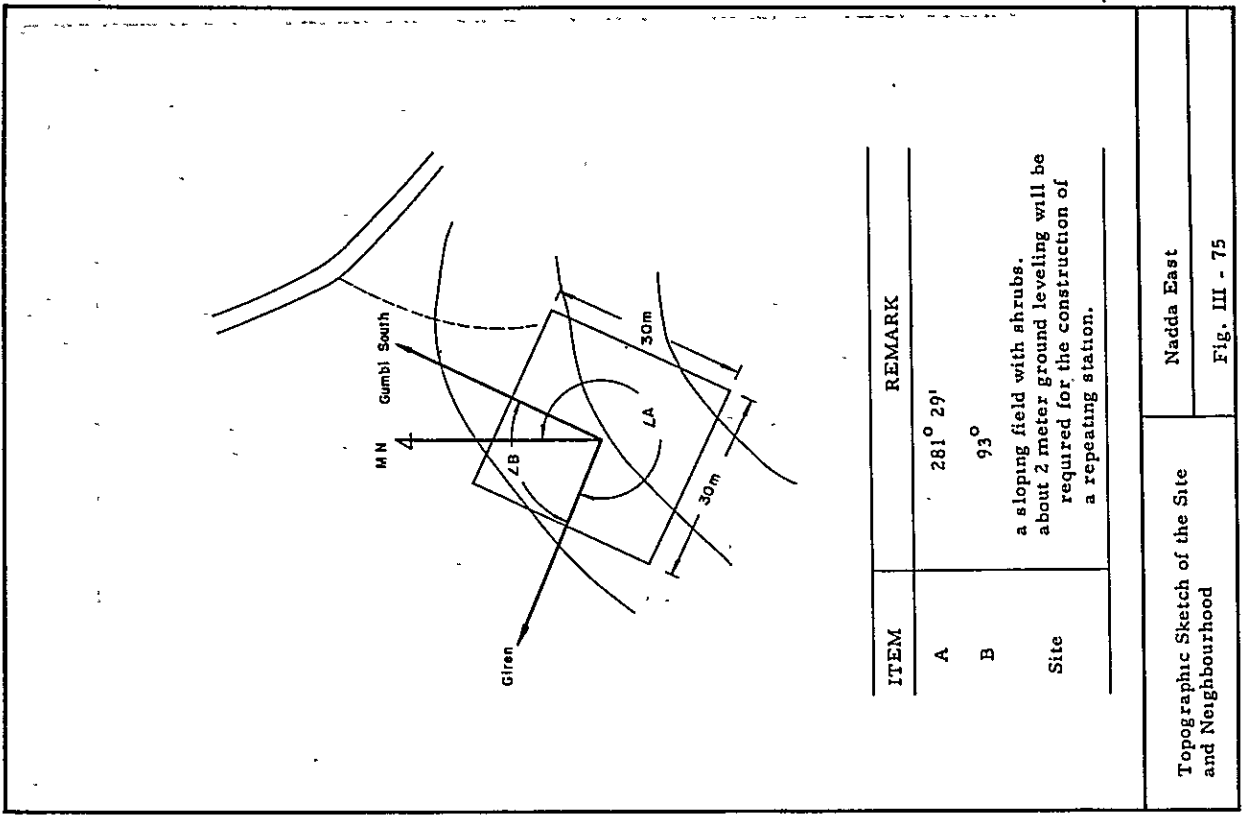 MN
Gumbi South
Giren
∠B
∠A
30m
30m
ITEM REMARK
A 281° 29'
B 93°
Site a sloping field with shrubs.
about 2 meter ground leveling will be
required for the construction of
a repeating station.
Topographic Sketch of the Site
and Neighbourhood
Nadda East
Fig. III - 75